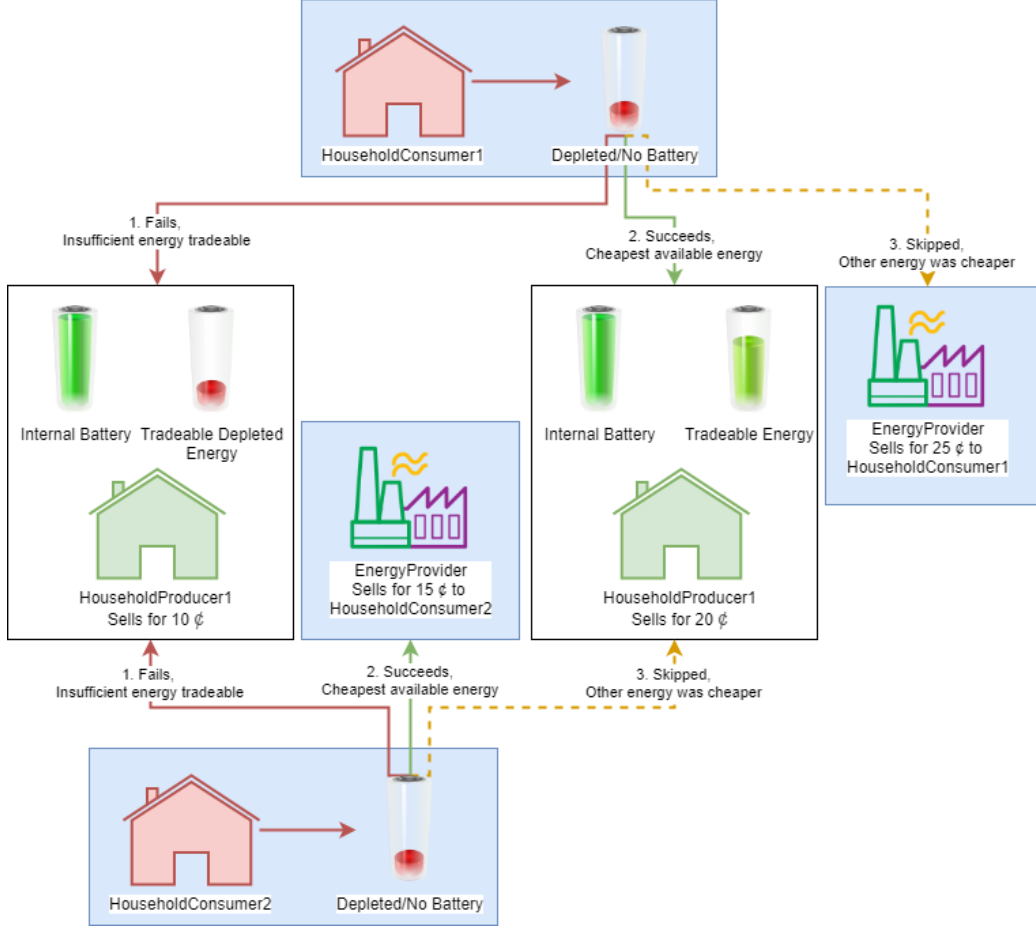 HouseholdConsumer1
Depleted/No Battery
1. Fails,
Insufficient energy tradeable
2. Succeeds,
Cheapest available energy
3. Skipped,
Other energy was cheaper
Internal Battery
Tradeable Depleted
Energy
HouseholdProducer1
Sells for 10 ₵
EnergyProvider
Sells for 15 ¢ to
HouseholdConsumer2
Internal Battery
Tradeable Energy
HouseholdProducer1
Sells for 20 ₵
EnergyProvider
Sells for 25 ¢ to
HouseholdConsumer1
1. Fails,
Insufficient energy tradeable
2. Succeeds,
Cheapest available energy
3. Skipped,
Other energy was cheaper
HouseholdConsumer2
Depleted/No Battery